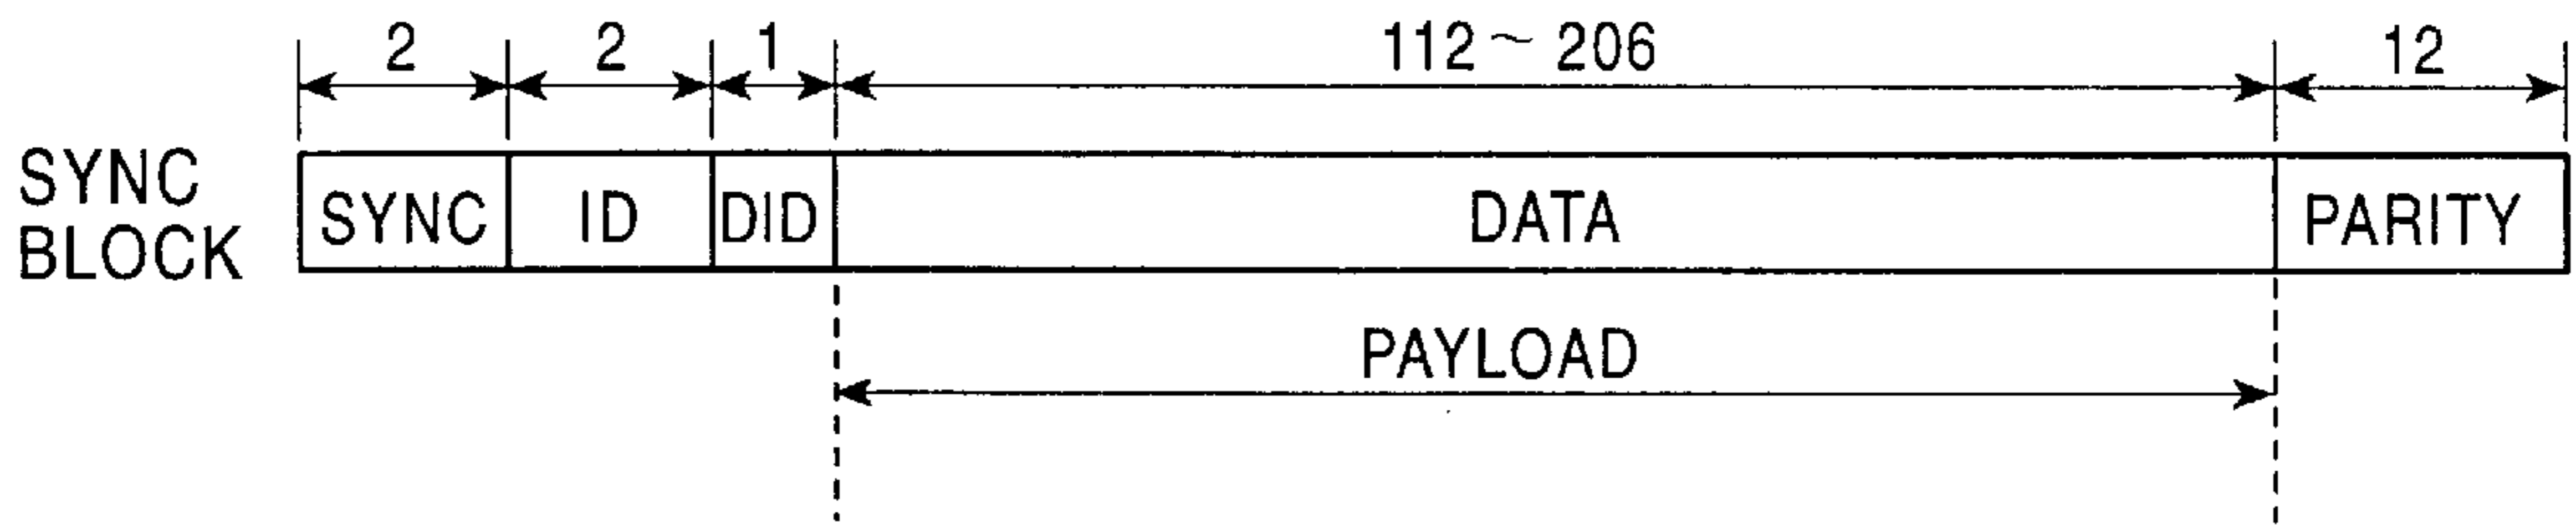 2 2 1 112 ~ 206 12
SYNC
BLOCK
SYNC ID DID DATA PARITY
PAYLOAD